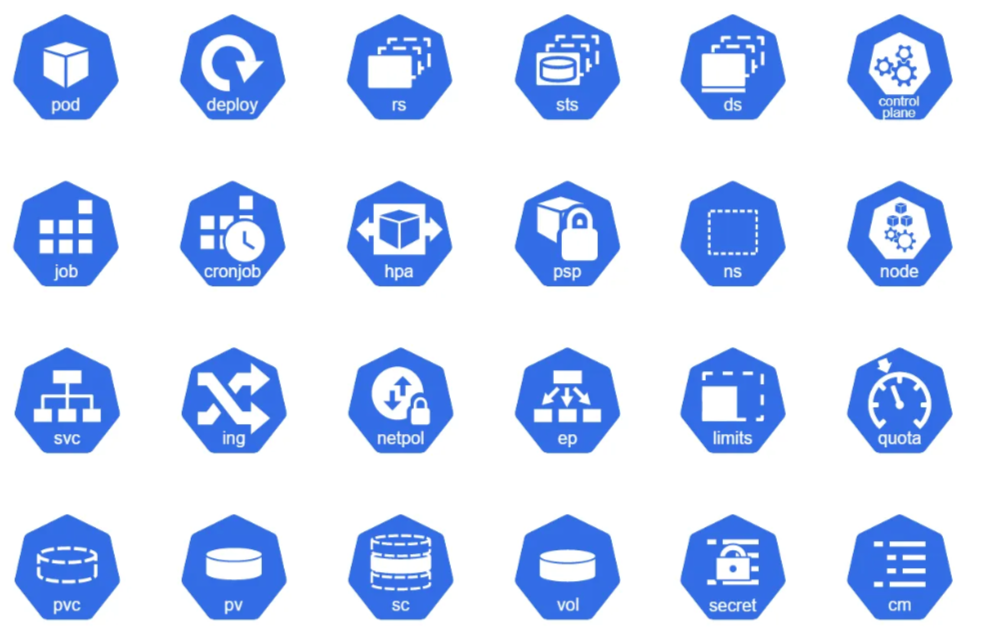 pod
deploy
rs
sts
ds
control
plane
job
cronjob
hpa
psp
ns
node
svc
ing
netpol
ep
limits
quota
pvc
pv
sc
vol
secret
cm